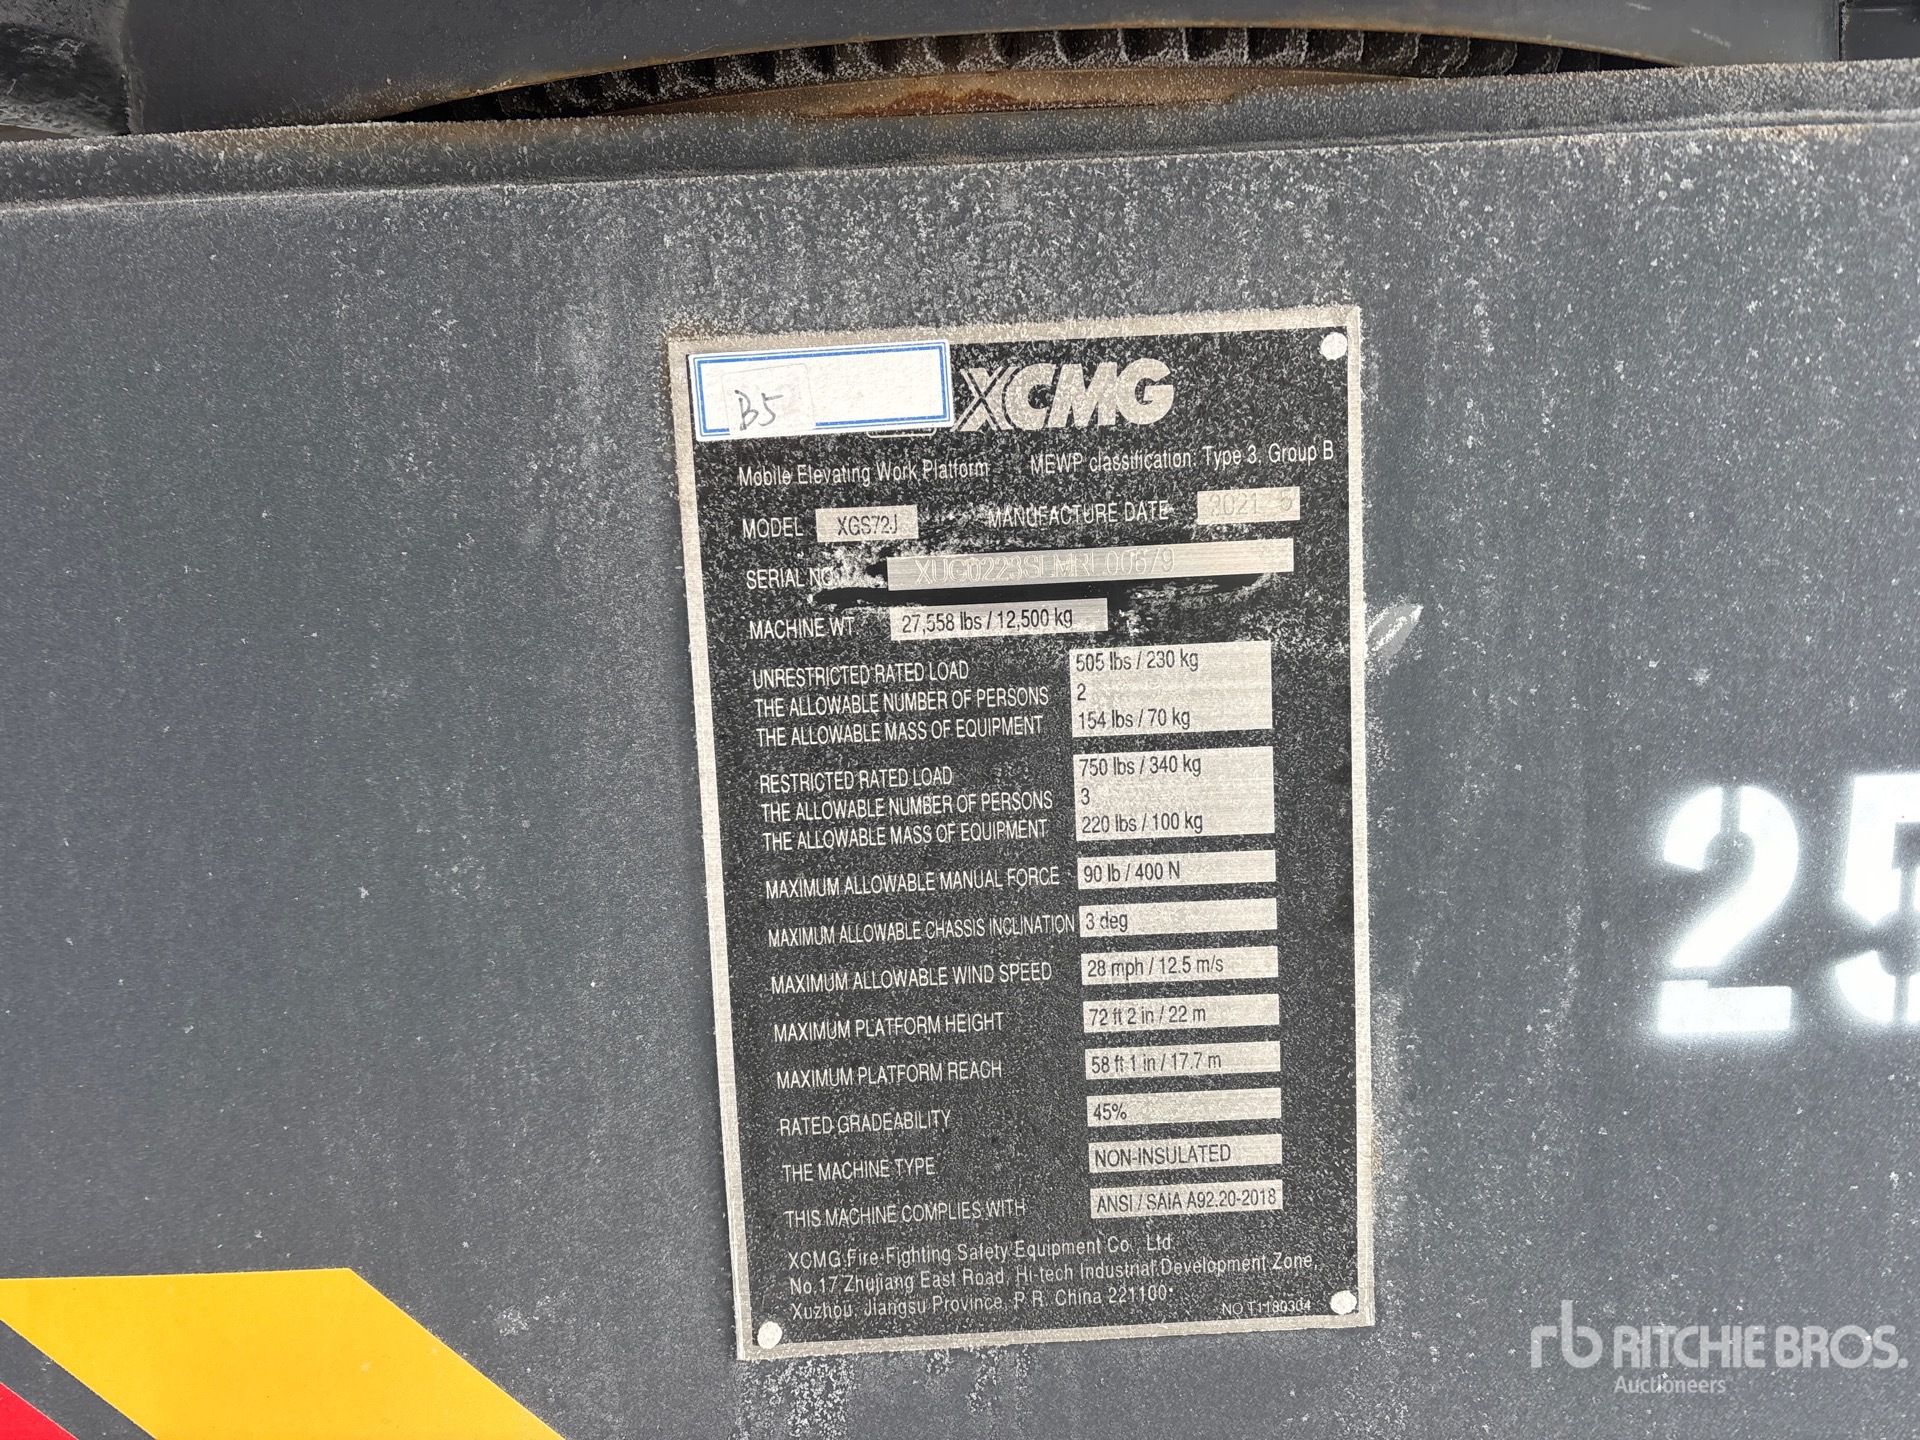 B5
XCMG
Mobile Elevating Work Platform MEWP classification: Type 3, Group B
MODEL XGS72J MANUFACTURE DATE 2021
SERIAL NO.
MACHINE WT 27,558 lbs / 12,500 kg
UNRESTRICTED RATED LOAD 505 lbs / 230 kg
THE ALLOWABLE NUMBER OF PERSONS 2
THE ALLOWABLE MASS OF EQUIPMENT 154 lbs / 70 kg
RESTRICTED RATED LOAD 750 lbs / 340 kg
THE ALLOWABLE NUMBER OF PERSONS 3
THE ALLOWABLE MASS OF EQUIPMENT 220 lbs / 100 kg
MAXIMUM ALLOWABLE MANUAL FORCE 90 lb / 400 N
MAXIMUM ALLOWABLE CHASSIS INCLINATION 3 deg
MAXIMUM ALLOWABLE WIND SPEED 28 mph / 12.5 m/s
MAXIMUM PLATFORM HEIGHT 72 ft 2 in / 22 m
MAXIMUM PLATFORM REACH 58 ft 1 in / 17.7 m
RATED GRADEABILITY 45%
THE MACHINE TYPE NON-INSULATED
THIS MACHINE COMPLIES WITH ANSI / SAIA A92.20-2018
XCMG Fire-Fighting Safety Equipment Co., Ltd.
No.17 Zhujiang East Road, Hi-tech Industrial Development Zone,
Xuzhou, Jiangsu Province, P.R. China 221100
NO.T1180304
25
rb RITCHIE BROS.
Auctioneers